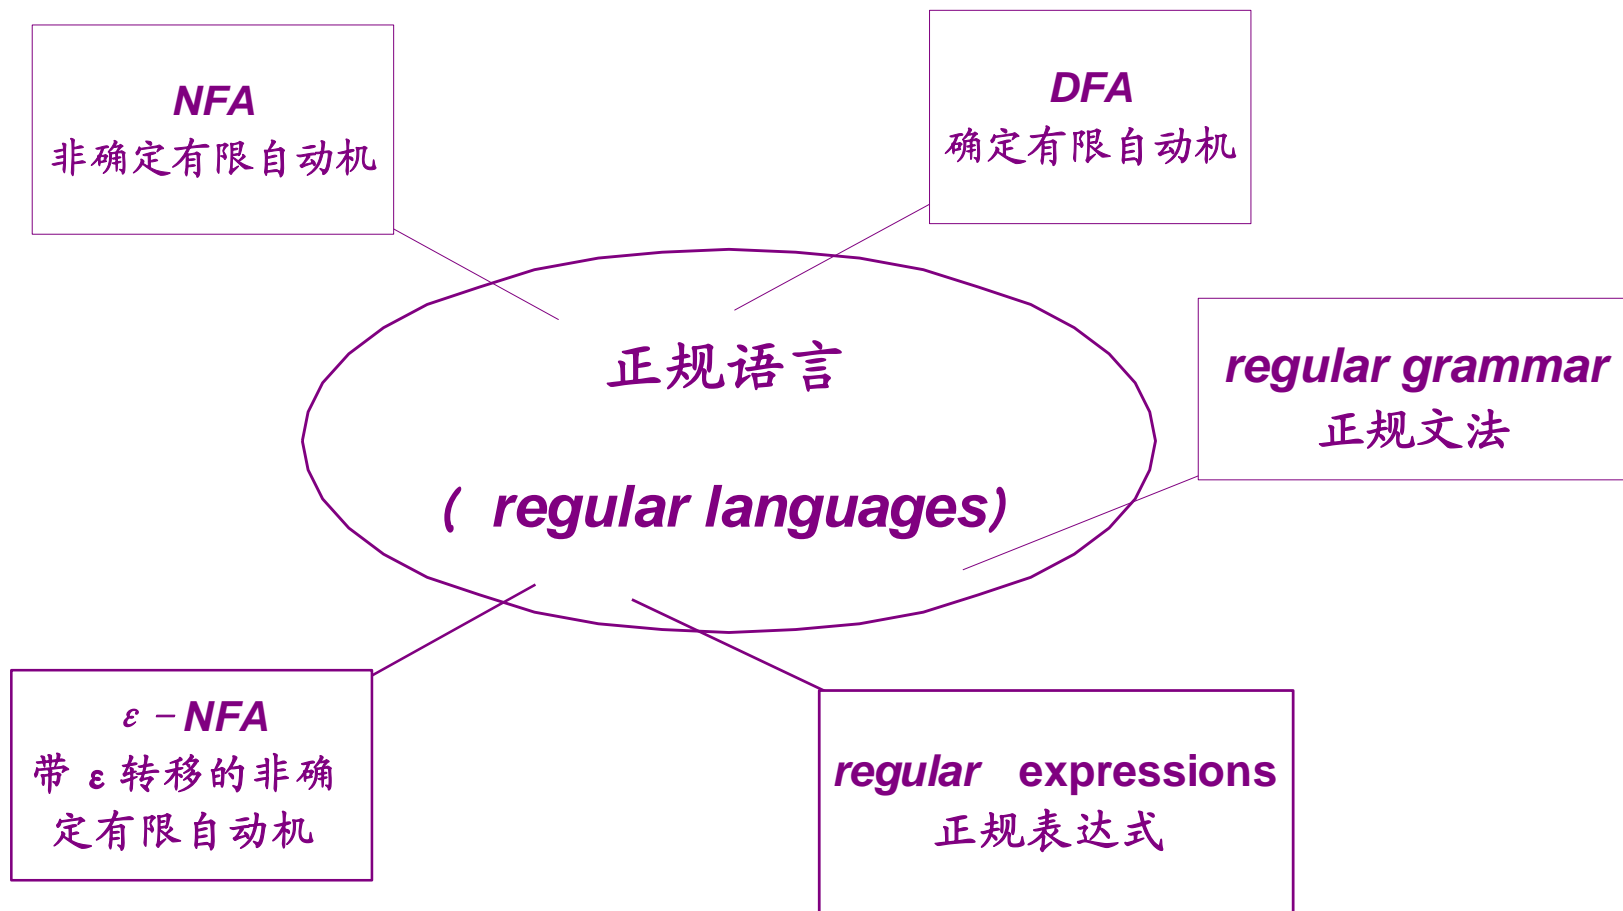 NFA
非确定有限自动机
DFA
确定有限自动机
正规语言
( regular languages)
regular grammar
正规文法
ε－NFA
带 ε 转移的非确
定有限自动机
regular expressions
正规表达式